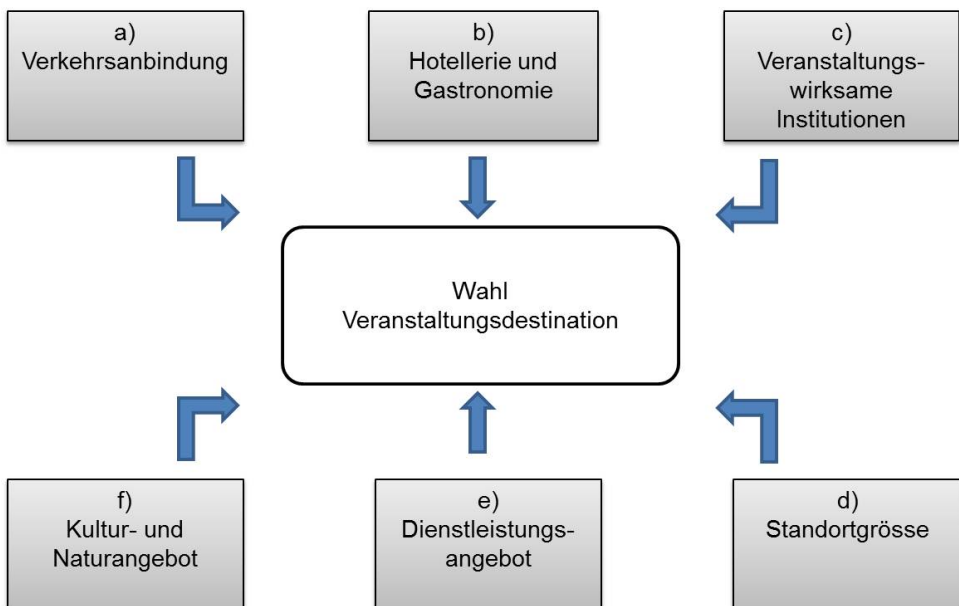 a)
Verkehrsanbindung
b)
Hotellerie und
Gastronomie
c)
Veranstaltungs-
wirksame
Institutionen
Wahl
Veranstaltungsdestination
f)
Kultur- und
Naturangebot
e)
Dienstleistungs-
angebot
d)
Standortgrösse